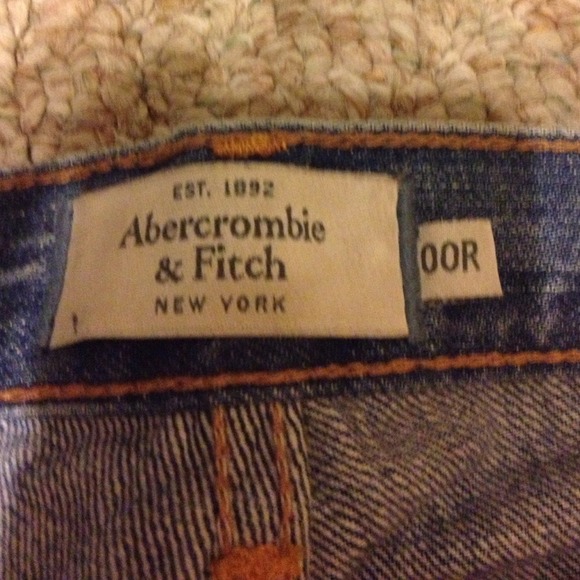 EST. 1892
Abercrombie
& Fitch
NEW YORK
00R